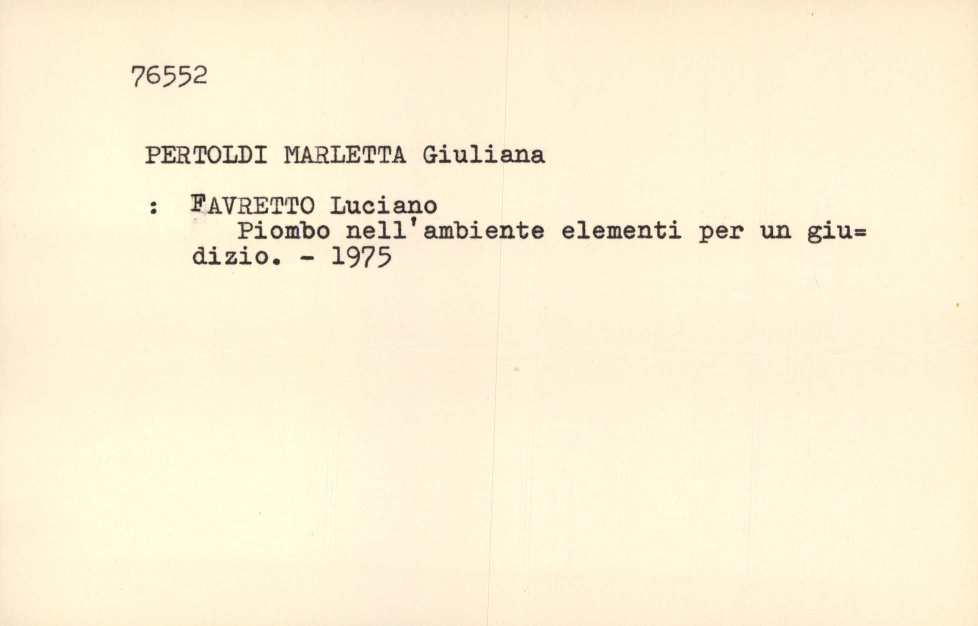 76552
PERTOLDI MARLETTA Giuliana
: FAVRETTO Luciano
Piombo nell'ambiente elementi per un giu=
dizio. - 1975